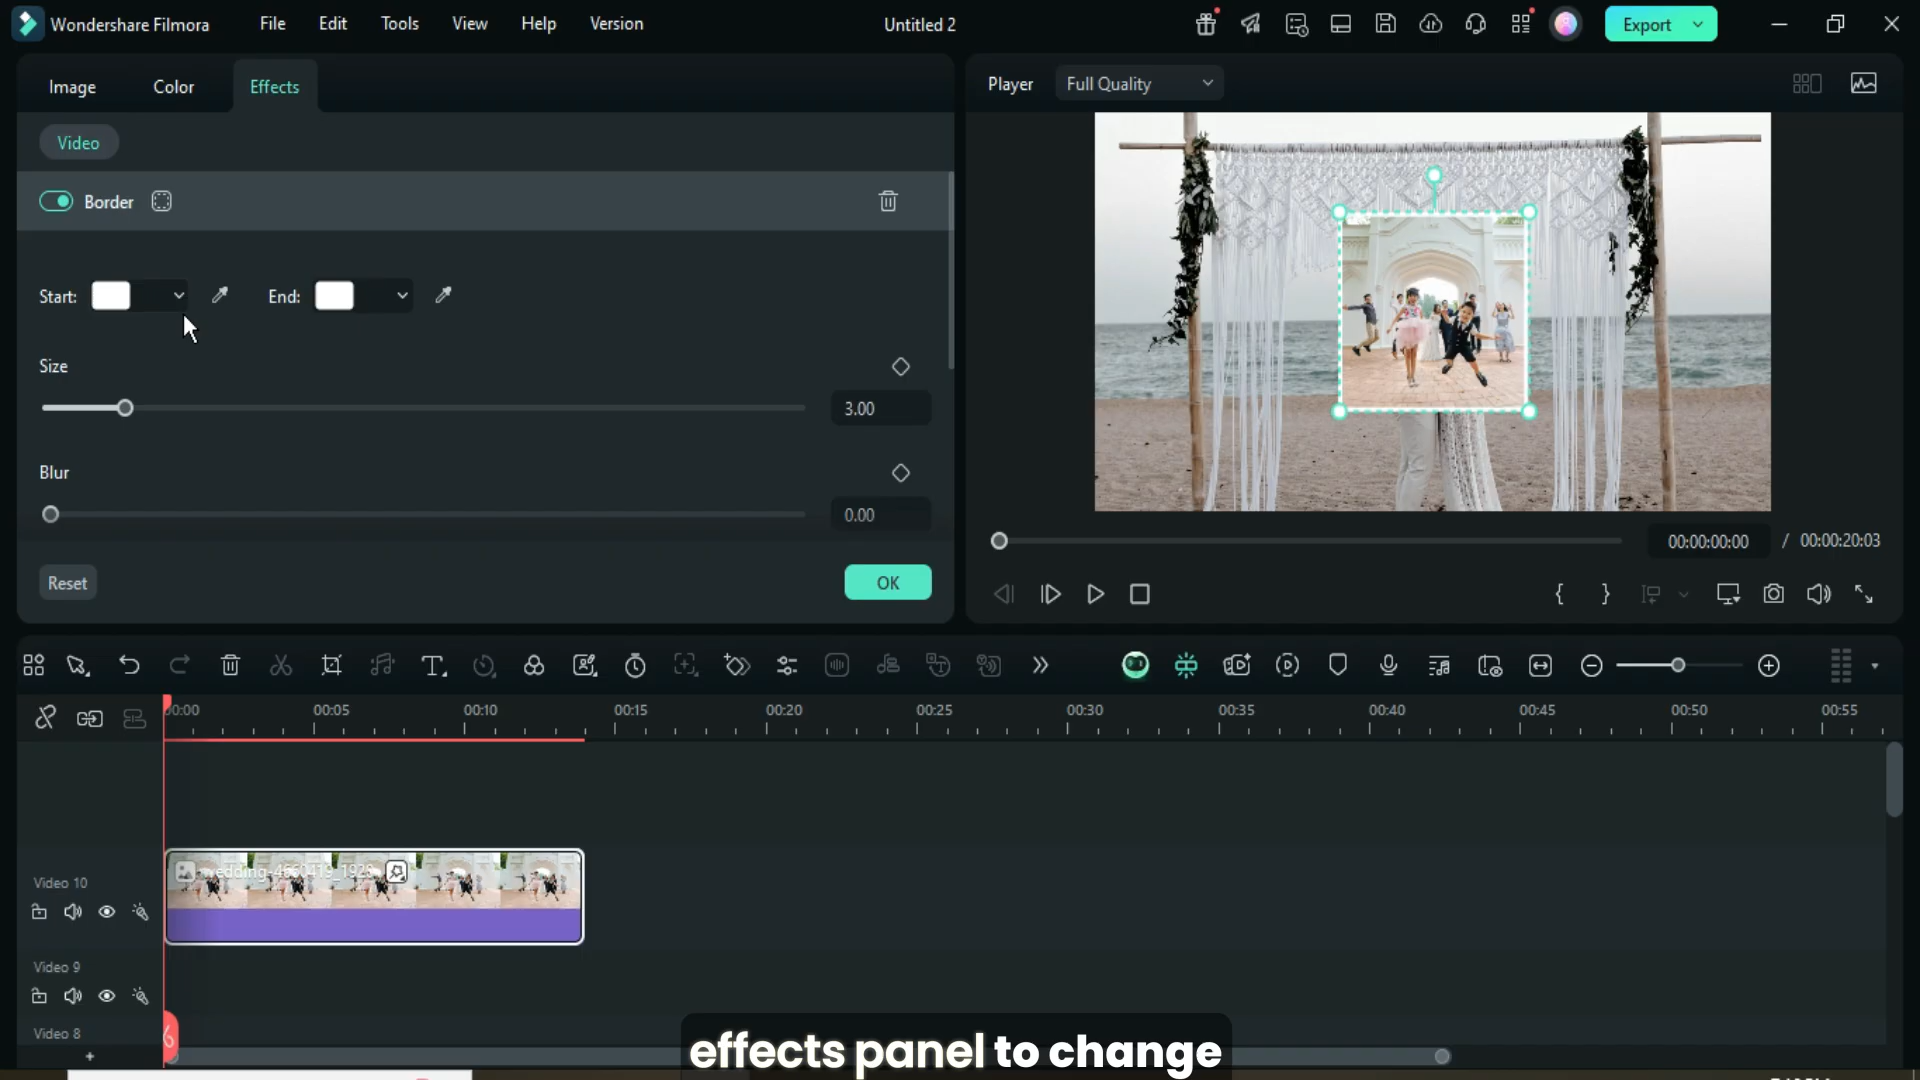 Wondershare Filmora
File
Edit
Tools
View
Help
Version
Untitled 2
Export
Image
Color
Effects
Player
Full Quality
Video
Border
Start:
End:
Size
3.00
Blur
0.00
Reset
OK
00:00:00:00
/
00:00:20:03
00:00
00:05
00:10
00:15
00:20
00:25
00:30
00:35
00:40
00:45
00:50
00:55
wedding-4660419_1920
Video 10
Video 9
Video 8
effects panel to change